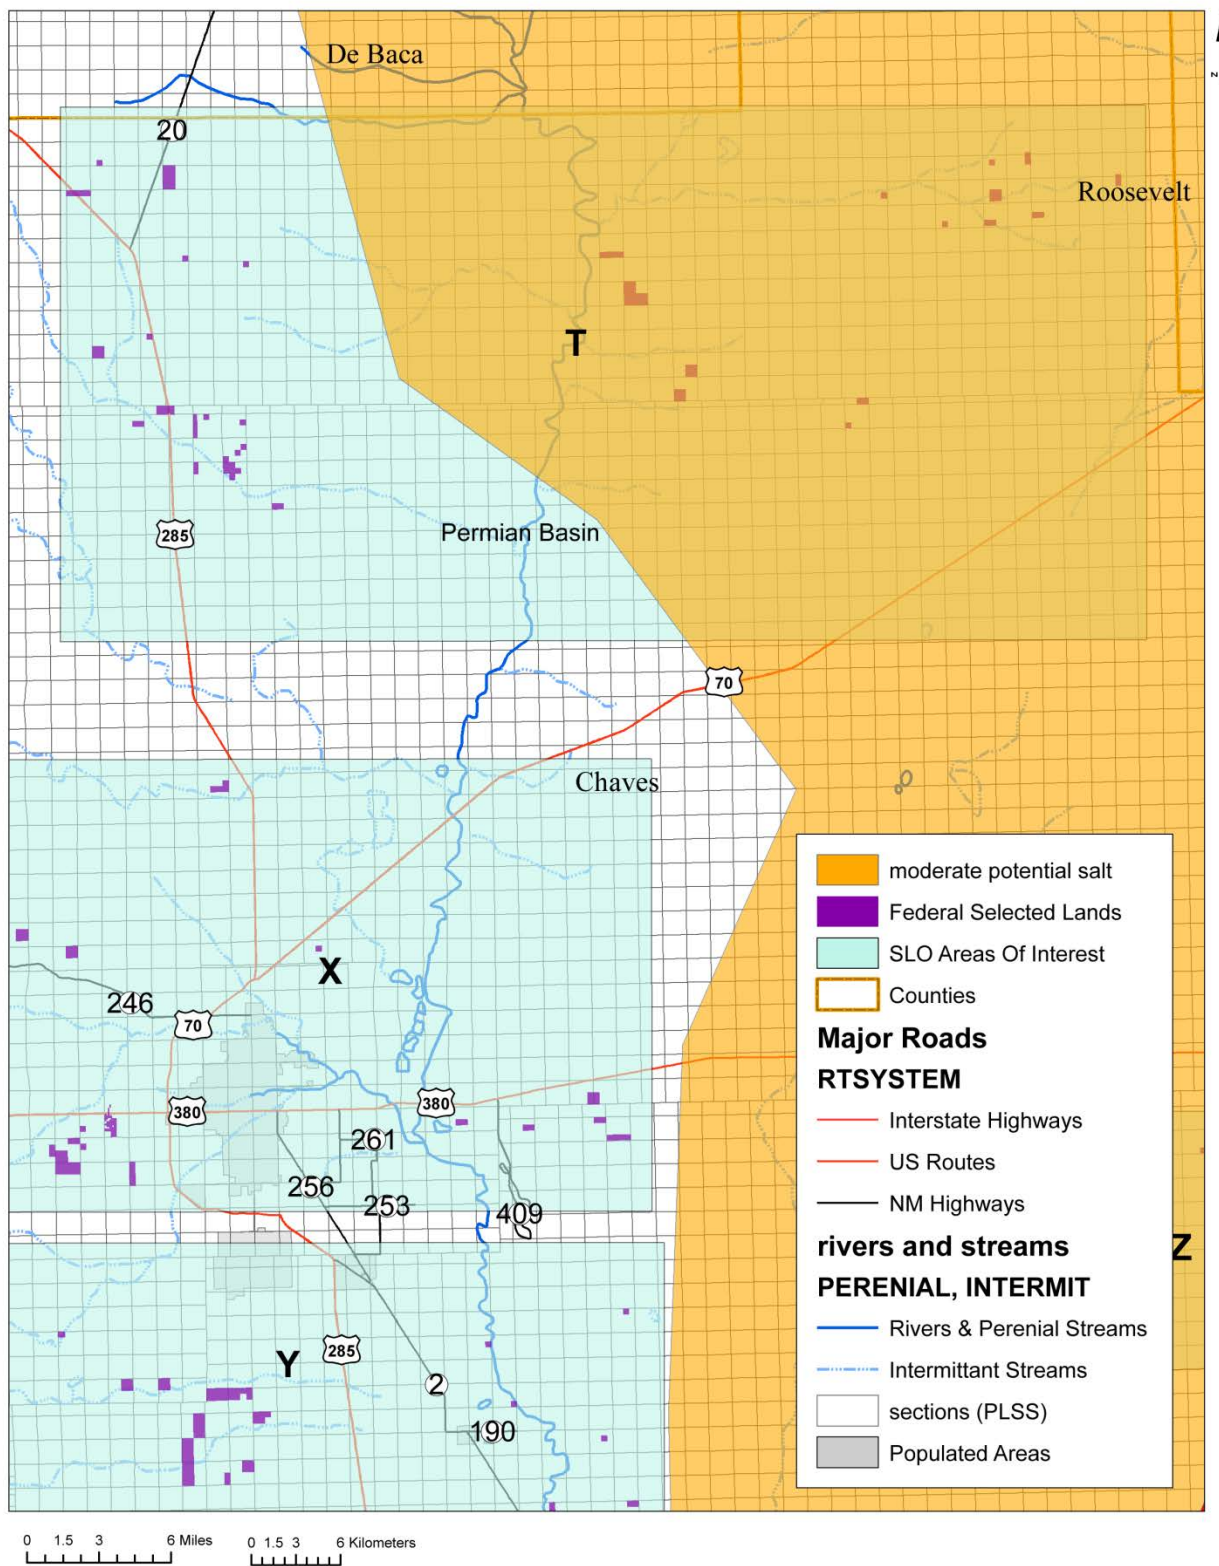 De Baca
20
Roosevelt
T
285
Permian Basin
70
Chaves
X
246
70
380
380
261
256
253
409
Z
Y
285
2
190
moderate potential salt
Federal Selected Lands
SLO Areas Of Interest
Counties
Major Roads
RTSYSTEM
Interstate Highways
US Routes
NM Highways
rivers and streams
PERENIAL, INTERMIT
Rivers & Perenial Streams
Intermittant Streams
sections (PLSS)
Populated Areas
0 1.5 3 6 Miles
0 1.5 3 6 Kilometers